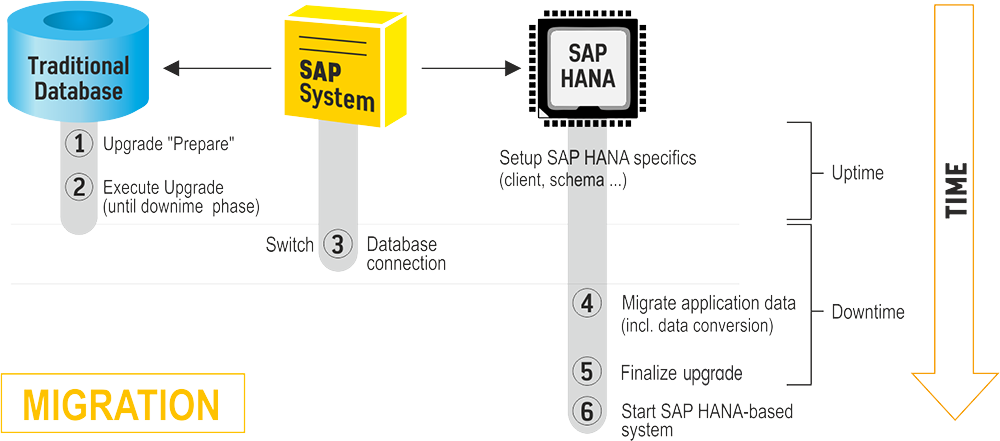 Traditional
Database
SAP
System
SAP
HANA
1 Upgrade "Prepare"
2 Execute Upgrade
(until downime phase)
Setup SAP HANA specifics
(client, schema ...)
Uptime
TIME
Switch 3 Database
connection
4 Migrate application data
(incl. data conversion)
Downtime
5 Finalize upgrade
6 Start SAP HANA-based
system
MIGRATION